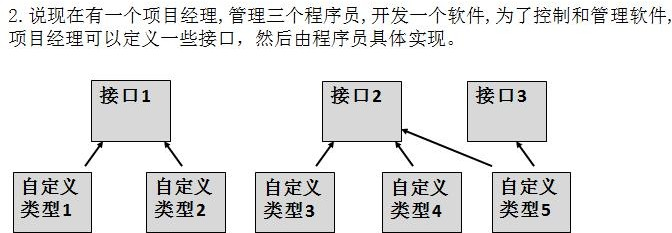 2.说现在有一个项目经理,管理三个程序员,开发一个软件,为了控制和管理软件,
项目经理可以定义一些接口，然后由程序员具体实现。
接口1
接口2
接口3
自定义
类型1
自定义
类型2
自定义
类型3
自定义
类型4
自定义
类型5